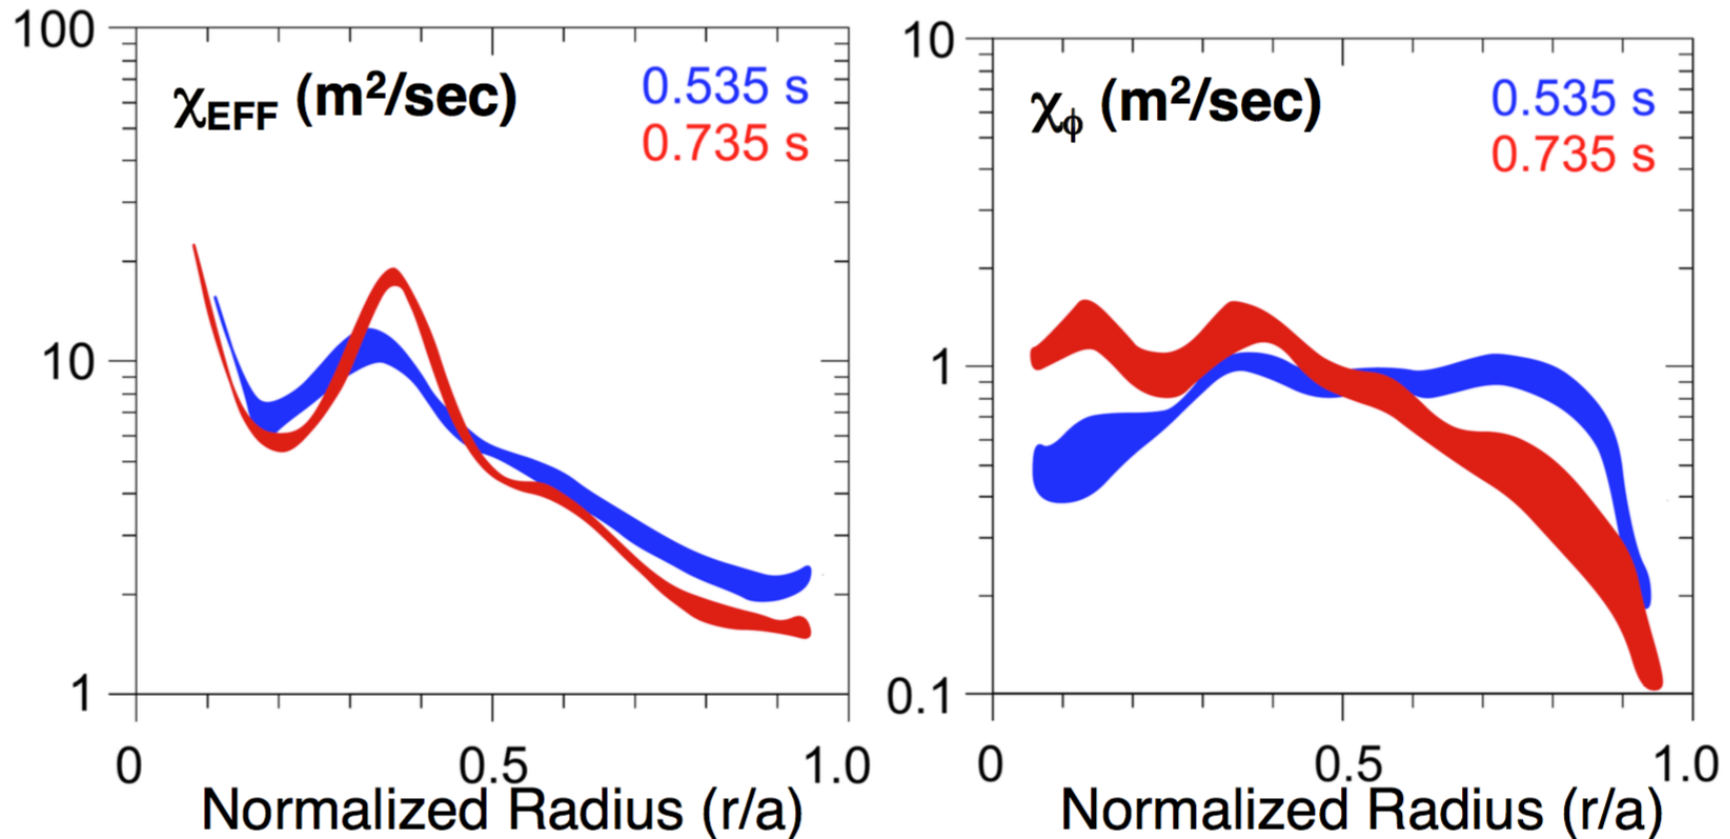 100
10
1
χEFF (m²/sec)
0.535 s
0.735 s
0
0.5
1.0
Normalized Radius (r/a)
10
1
0.1
χϕ (m²/sec)
0.535 s
0.735 s
0
0.5
1.0
Normalized Radius (r/a)